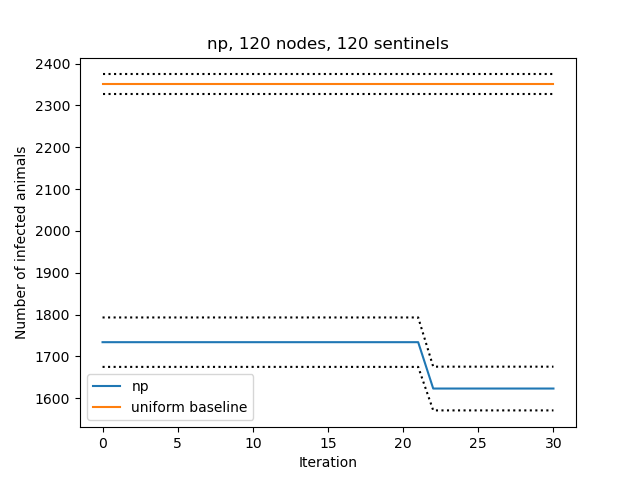 np, 120 nodes, 120 sentinels
Number of infected animals
2400
2300
2200
2100
2000
1900
1800
1700
1600
np
uniform baseline
0 5 10 15 20 25 30
Iteration